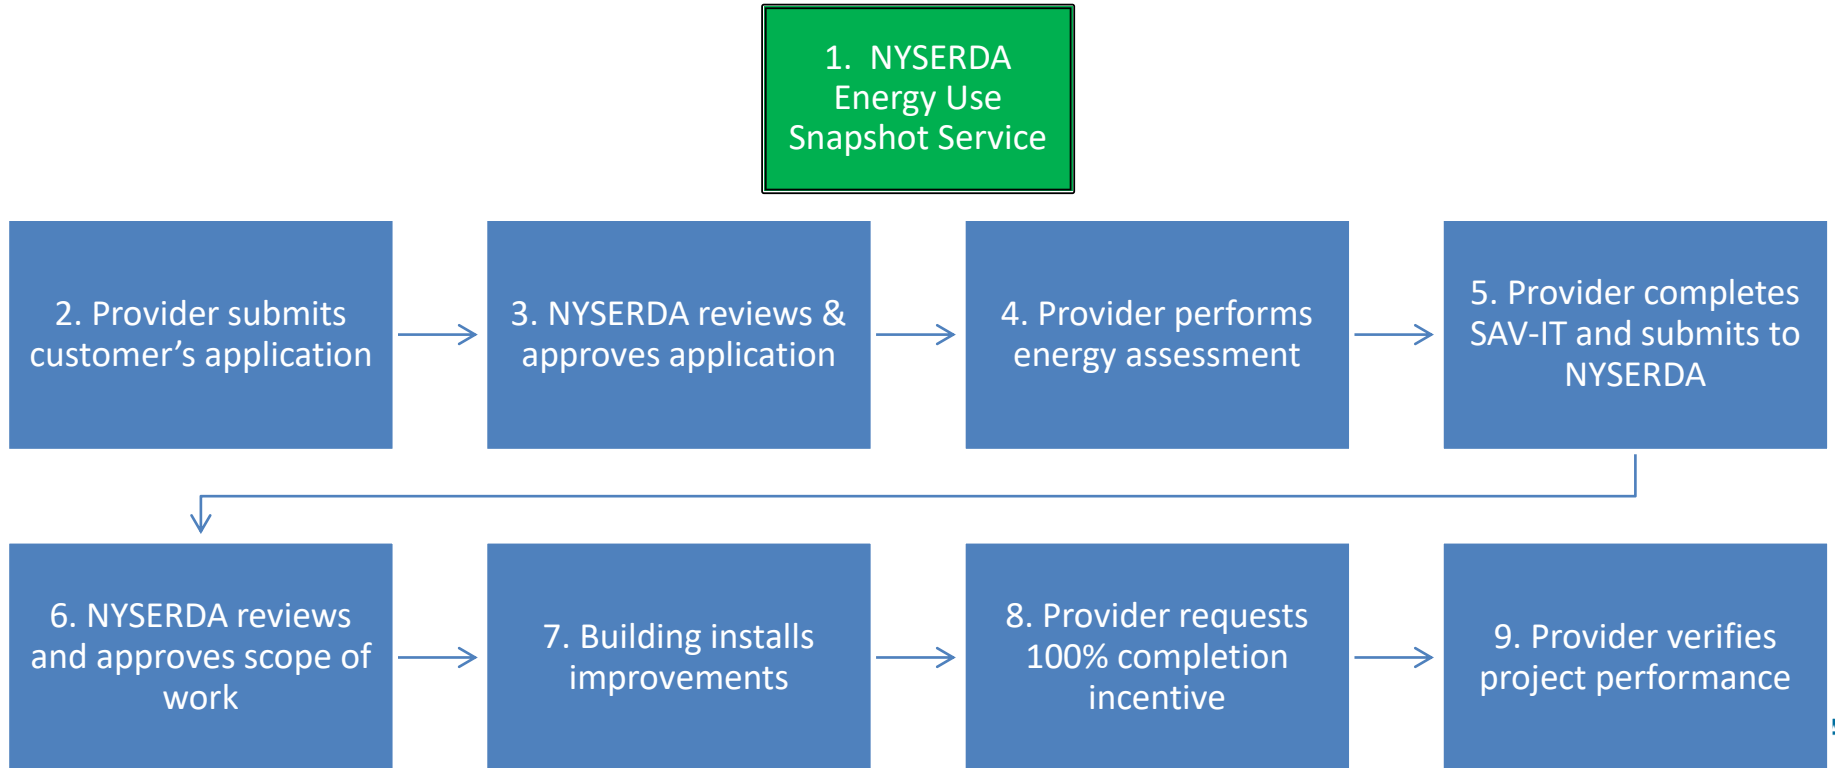 1. NYSERDA
Energy Use
Snapshot Service
2. Provider submits
customer’s application
3. NYSERDA reviews &
approves application
4. Provider performs
energy assessment
5. Provider completes
SAV-IT and submits to
NYSERDA
6. NYSERDA reviews
and approves scope of
work
7. Building installs
improvements
8. Provider requests
100% completion
incentive
9. Provider verifies
project performance